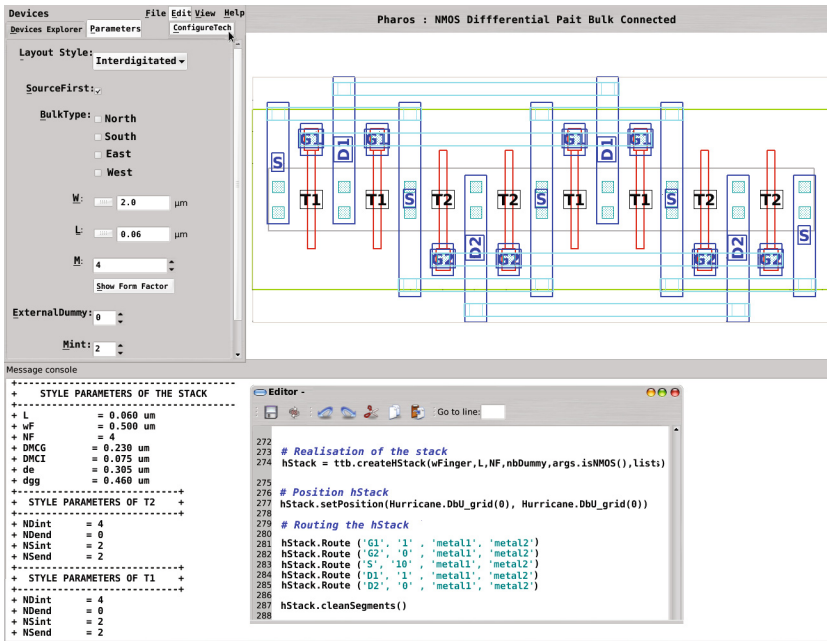 Devices
File Edit View Help
Devices Explorer Parameters ConfigureTech
Layout Style: Interdigitated
SourceFirst:
BulkType: North
South
East
West
W: 2.0 µm
L: 0.06 µm
M: 4
Show Form Factor
ExternalDummy: 0
Mint: 2
Pharos : NMOS Diffferential Pait Bulk Connected
G1 D1 G1 G1 D1 G1
S
T1 T1 S T2 T2 S T1 T1 S T2 T2
S
G2 D2 G2 G2 D2 G2
Message console
+---------------------------------------
+ STYLE PARAMETERS OF THE STACK
+---------------------------------------
+ L = 0.060 um
+ wF = 0.500 um
+ NF = 4
+ DMCG = 0.230 um
+ DMCI = 0.075 um
+ de = 0.305 um
+ dgg = 0.460 um
+-----------------------------+
+ STYLE PARAMETERS OF T2 +
+-----------------------------+
+ NDint = 4
+ NDend = 0
+ NSint = 2
+ NSend = 2
+-----------------------------+
+ STYLE PARAMETERS OF T1 +
+-----------------------------+
+ NDint = 4
+ NDend = 0
+ NSint = 2
+ NSend = 2
Editor -
Go to line:
272
273 # Realisation of the stack
274 hStack = ttb.createHStack(wFinger,L,NF,nbDummy,args.isNMOS(),lists)
275
276 # Position hStack
277 hStack.setPosition(Hurricane.DbU_grid(0), Hurricane.DbU_grid(0))
278
279 # Routing the hStack
280
281 hStack.Route ('G1', '1' , 'metal1', 'metal2')
282 hStack.Route ('G2', '0' , 'metal1', 'metal2')
283 hStack.Route ('S', '10' , 'metal1', 'metal2')
284 hStack.Route ('D1', '1' , 'metal1', 'metal2')
285 hStack.Route ('D2', '0' , 'metal1', 'metal2')
286
287 hStack.cleanSegments()
288